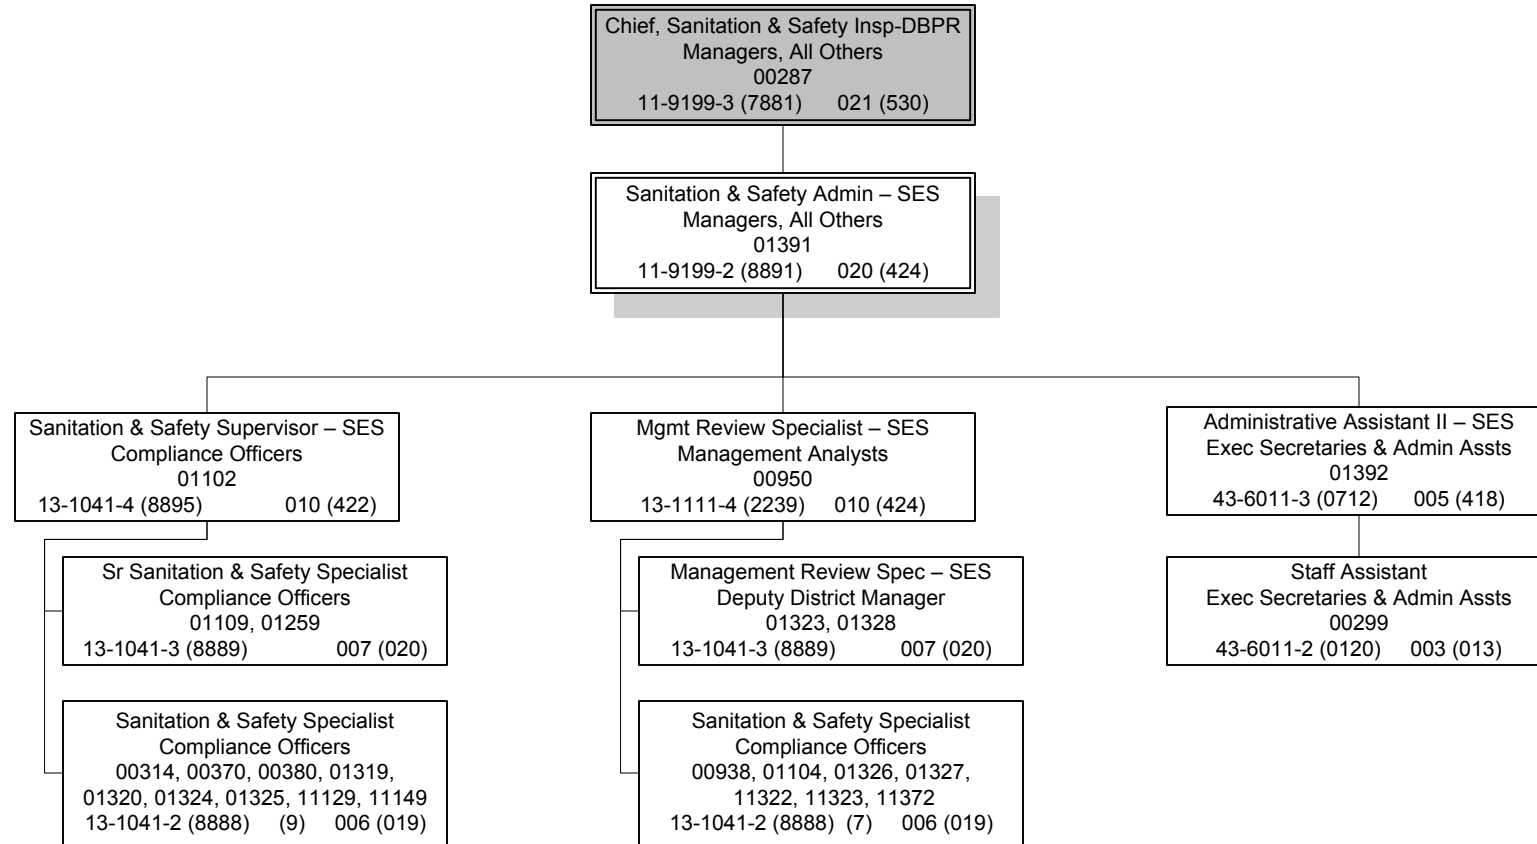 Chief, Sanitation & Safety Insp-DBPR
Managers, All Others
00287
11-9199-3 (7881) 021 (530)
Sanitation & Safety Admin – SES
Managers, All Others
01391
11-9199-2 (8891) 020 (424)
Sanitation & Safety Supervisor – SES
Compliance Officers
01102
13-1041-4 (8895) 010 (422)
Sr Sanitation & Safety Specialist
Compliance Officers
01109, 01259
13-1041-3 (8889) 007 (020)
Sanitation & Safety Specialist
Compliance Officers
00314, 00370, 00380, 01319,
01320, 01324, 01325, 11129, 11149
13-1041-2 (8888) (9) 006 (019)
Mgmt Review Specialist – SES
Management Analysts
00950
13-1111-4 (2239) 010 (424)
Management Review Spec – SES
Deputy District Manager
01323, 01328
13-1041-3 (8889) 007 (020)
Sanitation & Safety Specialist
Compliance Officers
00938, 01104, 01326, 01327,
11322, 11323, 11372
13-1041-2 (8888) (7) 006 (019)
Administrative Assistant II – SES
Exec Secretaries & Admin Assts
01392
43-6011-3 (0712) 005 (418)
Staff Assistant
Exec Secretaries & Admin Assts
00299
43-6011-2 (0120) 003 (013)